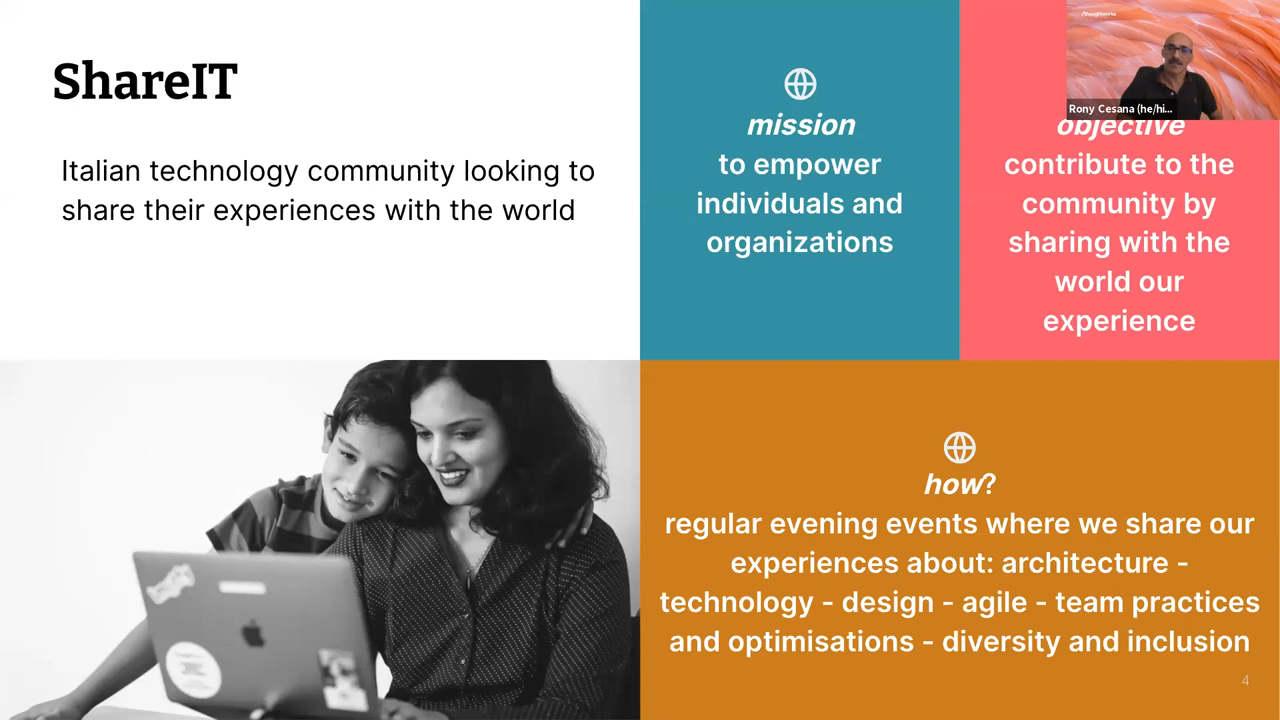 ShareIT
Italian technology community looking to
share their experiences with the world
mission
to empower
individuals and
organizations
/thoughtworks
Rony Cesana (he/hi...
objective
contribute to the
community by
sharing with the
world our
experience
how?
regular evening events where we share our
experiences about: architecture -
technology - design - agile - team practices
and optimisations - diversity and inclusion
4